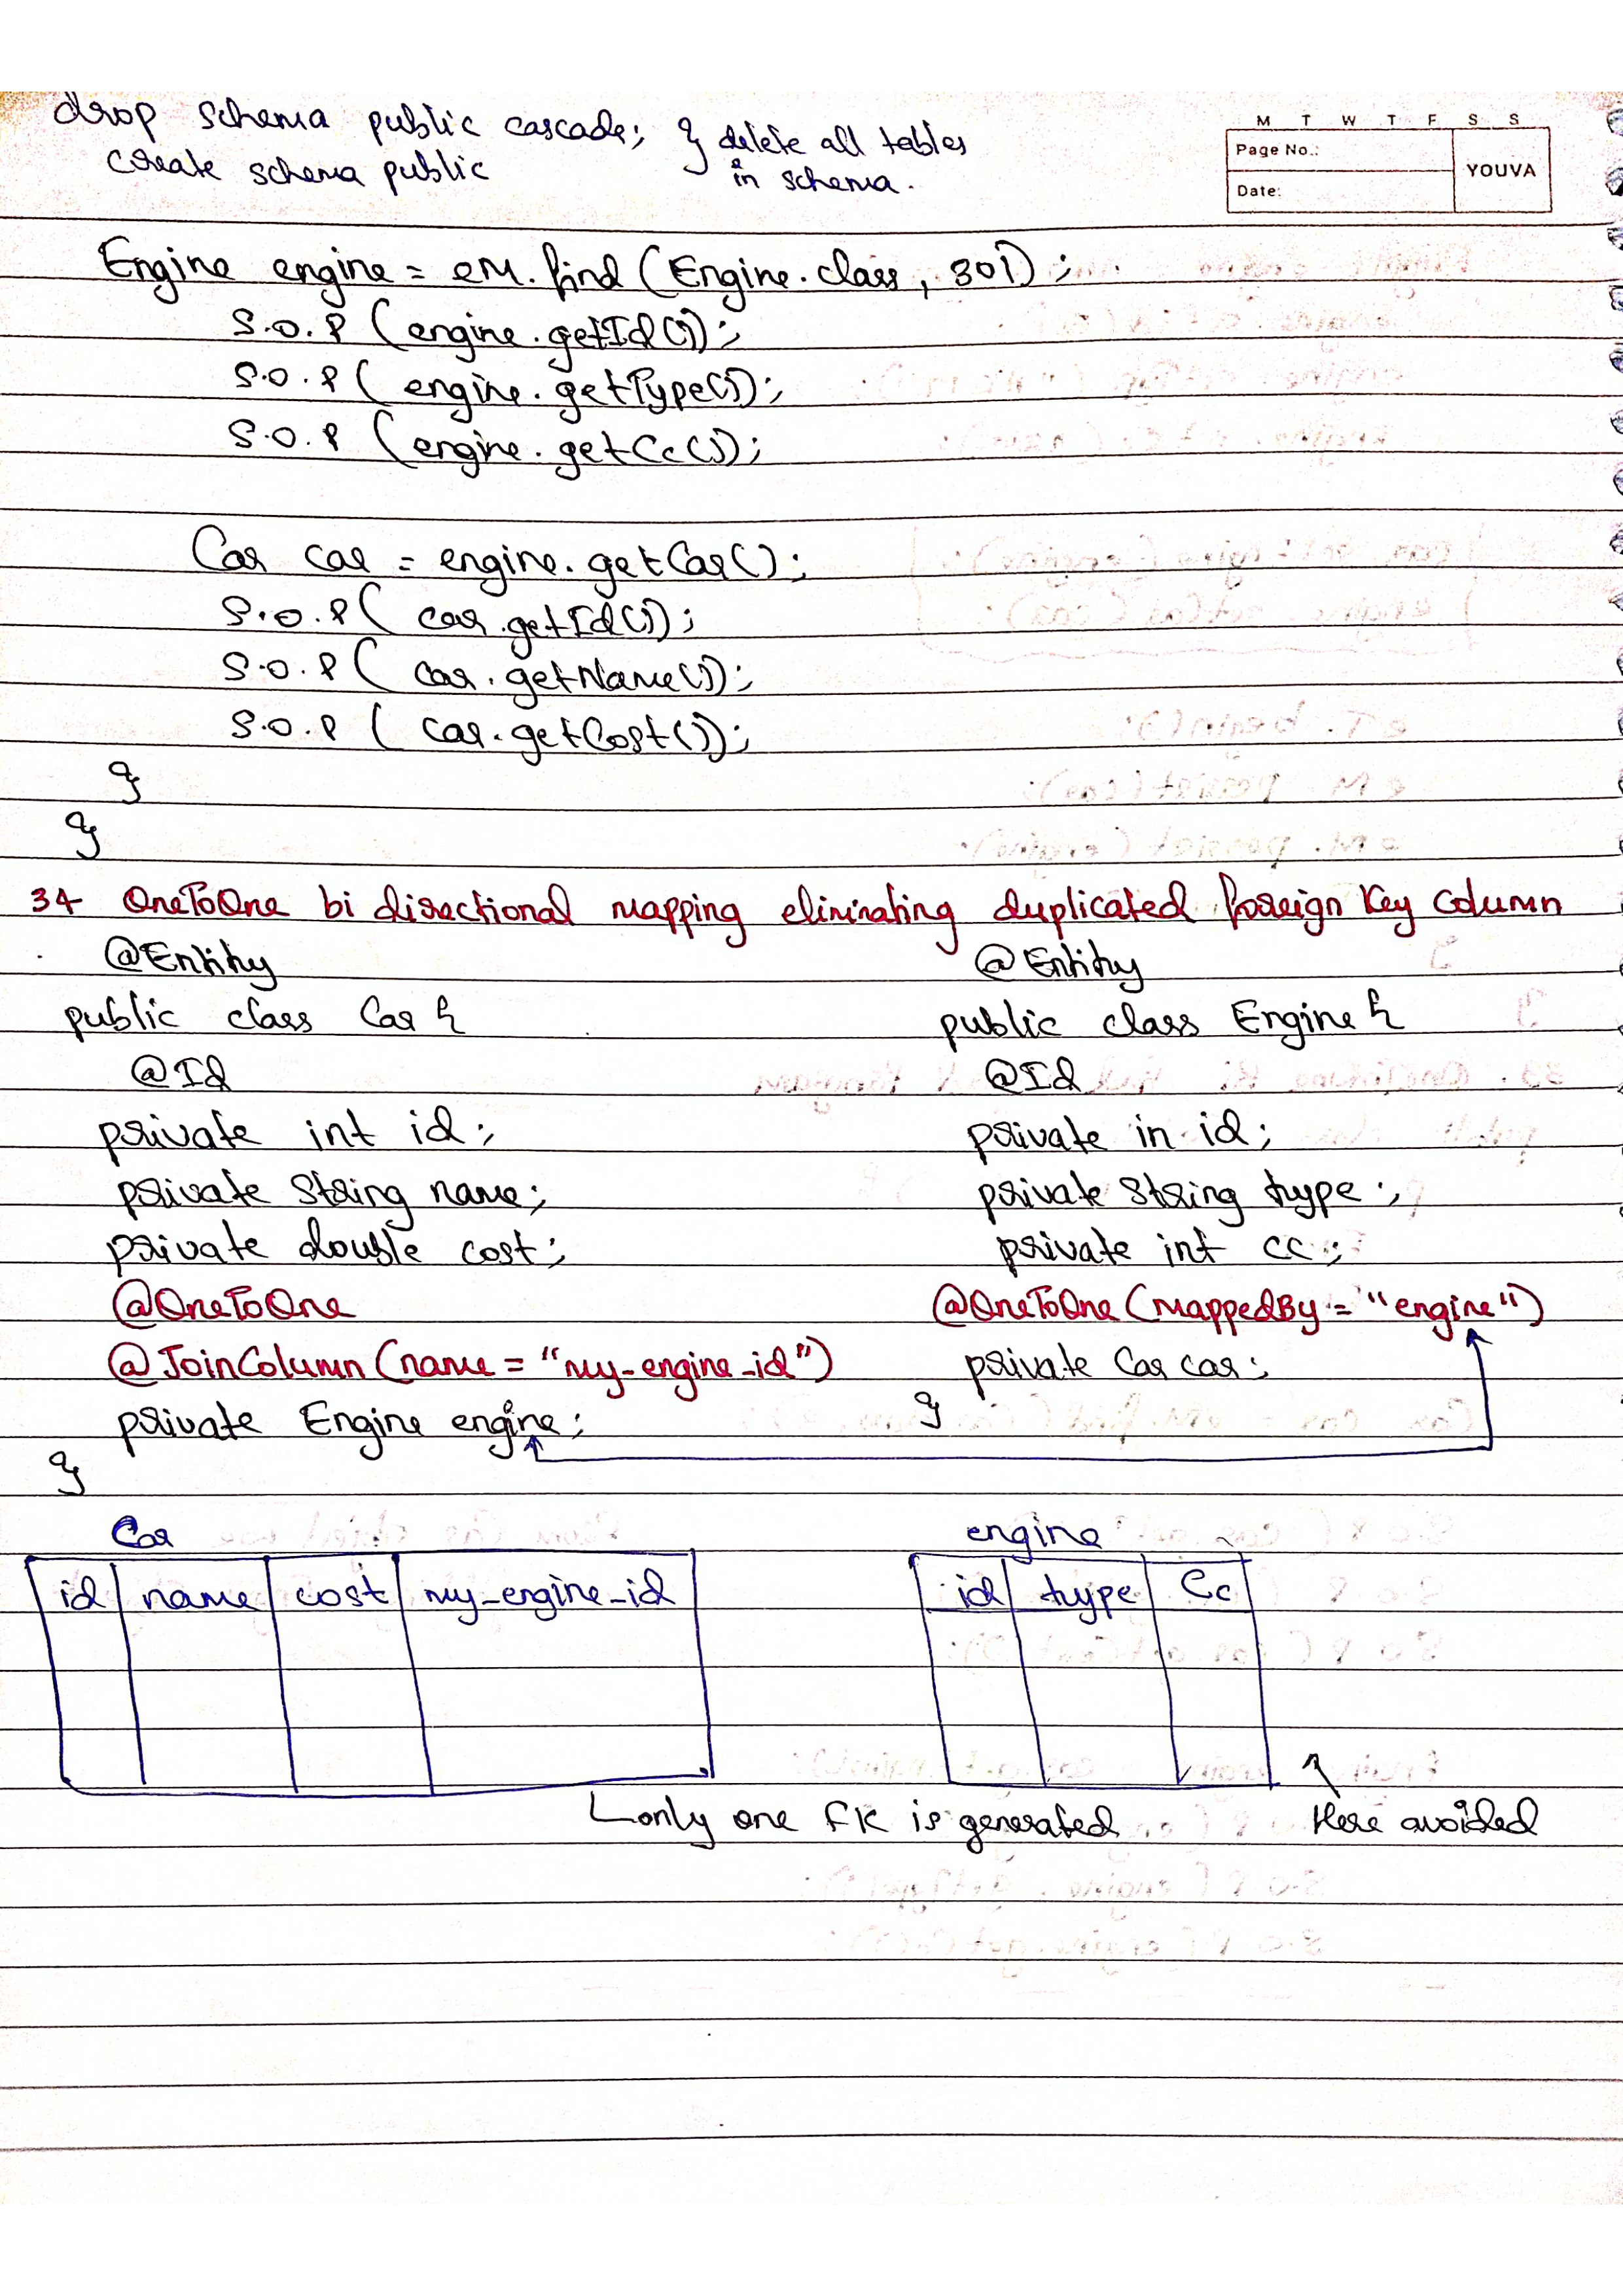 drop schema public cascade; } delete all tables
create schema public in schema.
M T W T F S S
Page No.:
YOUVA
Date:
Engine engine = eM.find (Engine.class, 301);
S.O.P (engine.getId());
S.O.P (engine.getType());
S.O.P (engine.getCc());
Car car = engine.getCar();
S.O.P (car.getId());
S.O.P (car.getName());
S.O.P (car.getCost());
}
}
34 OneToOne bi directional mapping eliminating duplicated foreign key column
@Entity
public class Car {
@Id
private int id;
private String name;
private double cost;
@OneToOne
@JoinColumn (name = "my-engine-id")
private Engine engine;
}
@Entity
public class Engine {
@Id
private in id;
private String type;
private int cc;
@OneToOne (mappedBy = "engine")
private Car car;
}
Car
id name cost my-engine-id
engine
id type Cc
only one FK is generated
Here avoided